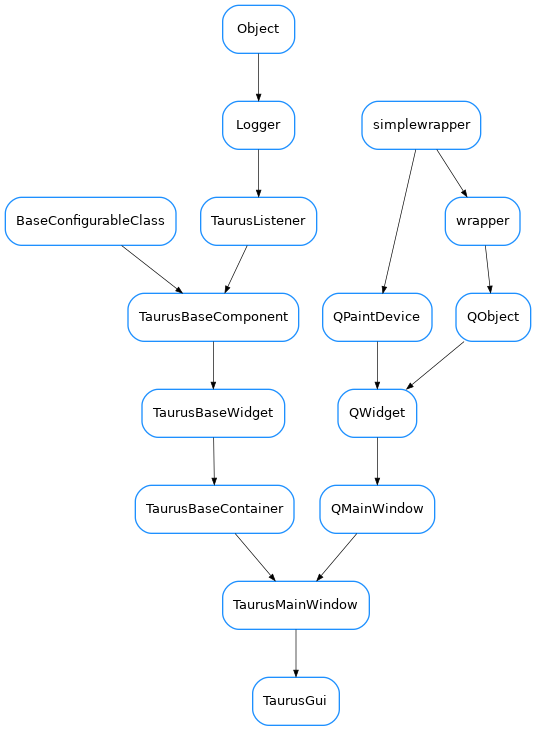 Object
Logger
simplewrapper
BaseConfigurableClass
TaurusListener
wrapper
TaurusBaseComponent
QPaintDevice
QObject
TaurusBaseWidget
QWidget
TaurusBaseContainer
QMainWindow
TaurusMainWindow
TaurusGui